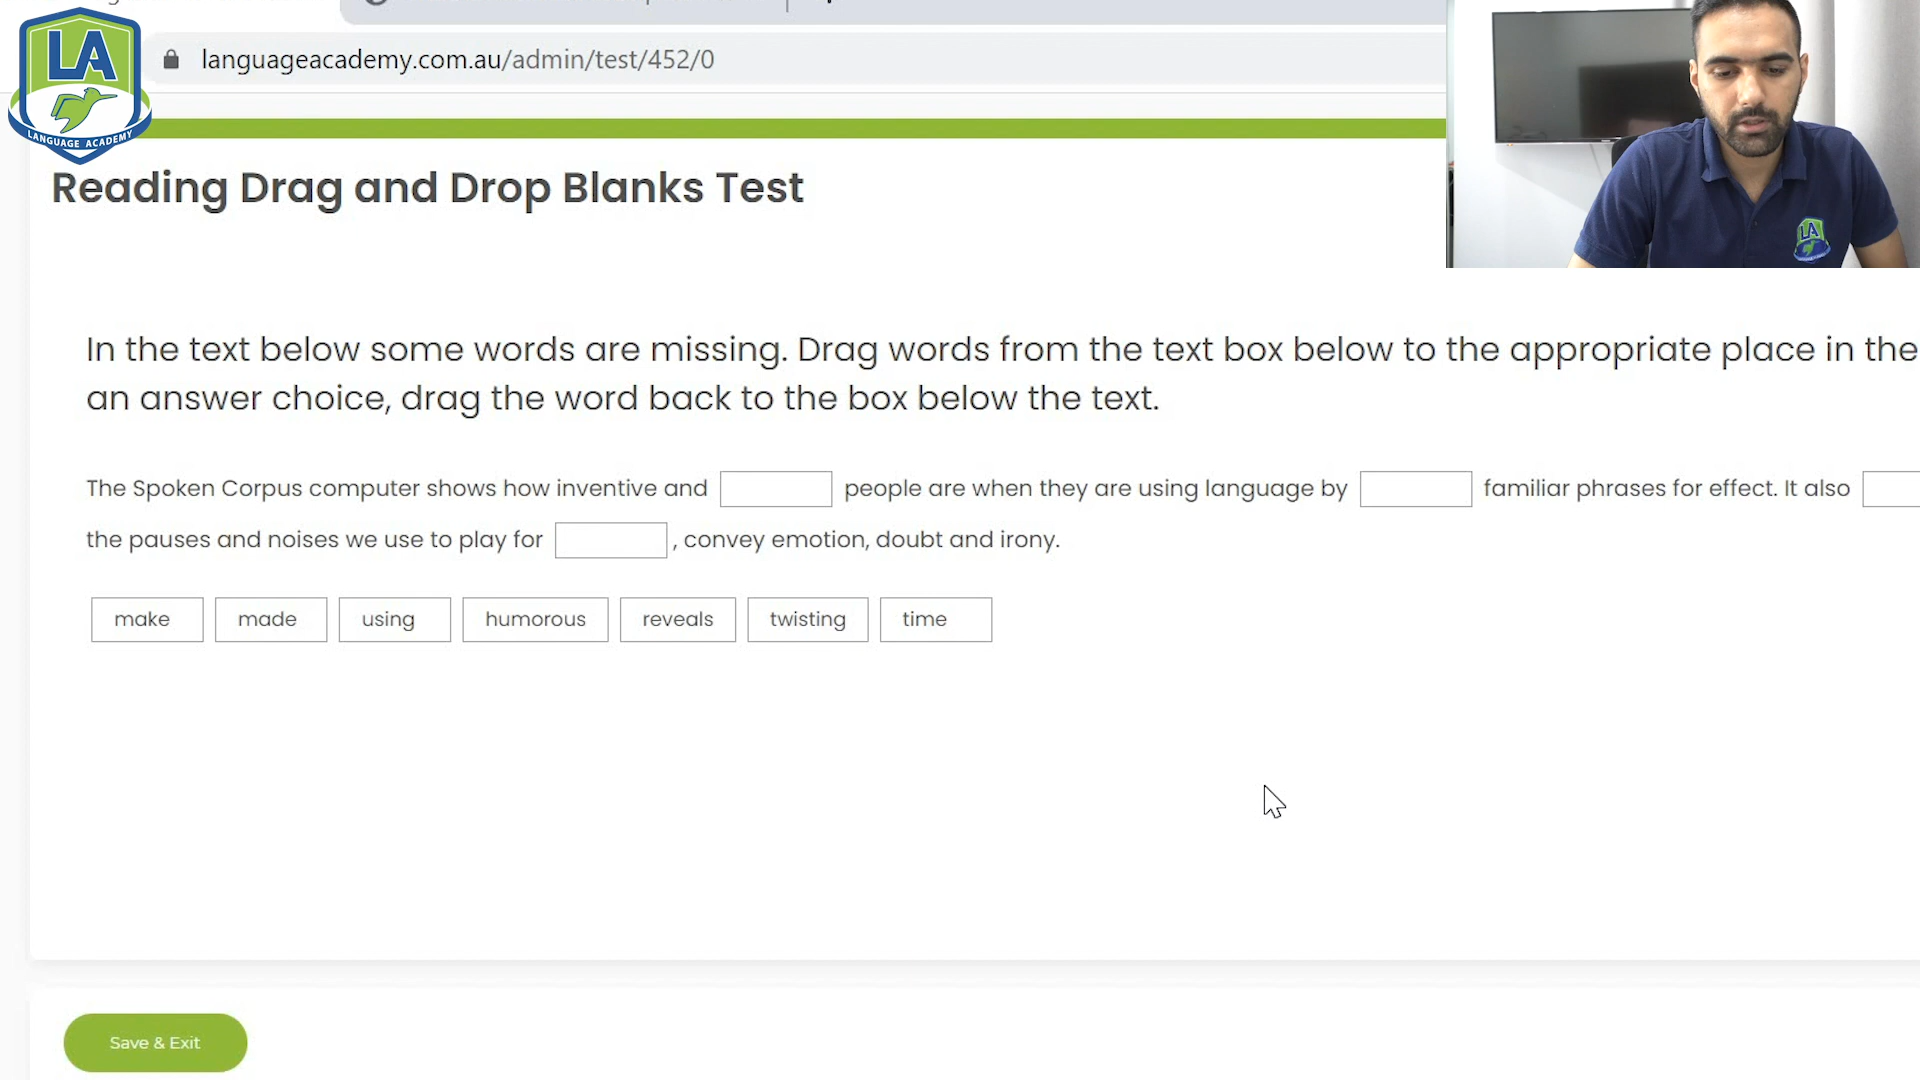 LA
LANGUAGE ACADEMY
languageacademy.com.au/admin/test/452/0
LA
Reading Drag and Drop Blanks Test
In the text below some words are missing. Drag words from the text box below to the appropriate place in the
an answer choice, drag the word back to the box below the text.
The Spoken Corpus computer shows how inventive and people are when they are using language by familiar phrases for effect. It also
the pauses and noises we use to play for , convey emotion, doubt and irony.
make made using humorous reveals twisting time
Save & Exit